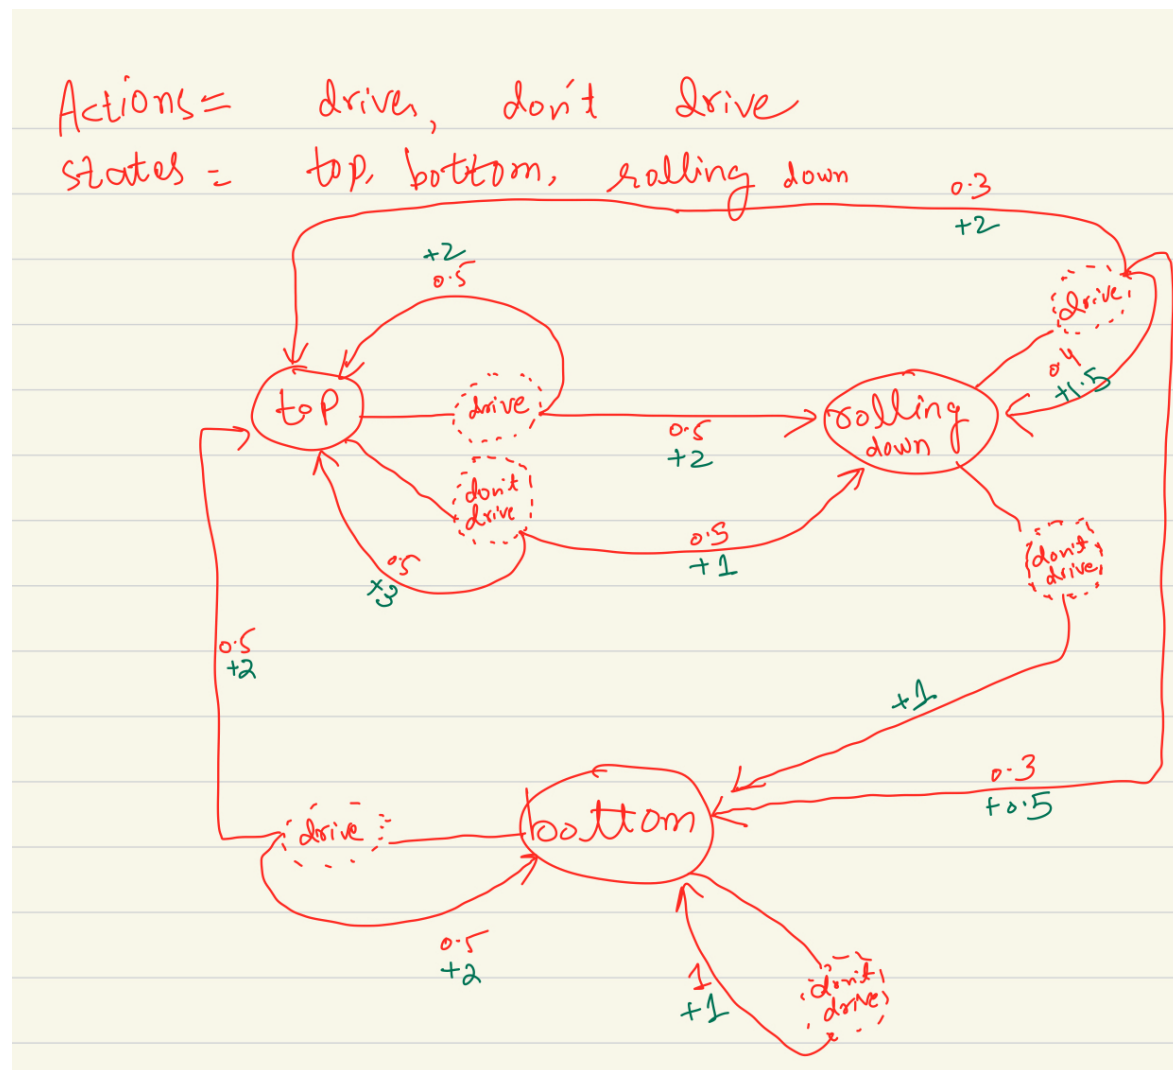 Actions= drive, don't drive
states = top, bottom, rolling down
0.3
+2
+2
0.5
drive
0.4
+1.5
top
drive
rolling
down
0.5
+2
don't
drive
0.5
+1
0.5
+3
don't
drive
0.5
+2
+1
0.3
+0.5
drive
bottom
0.5
+2
1
+1
don't
drive